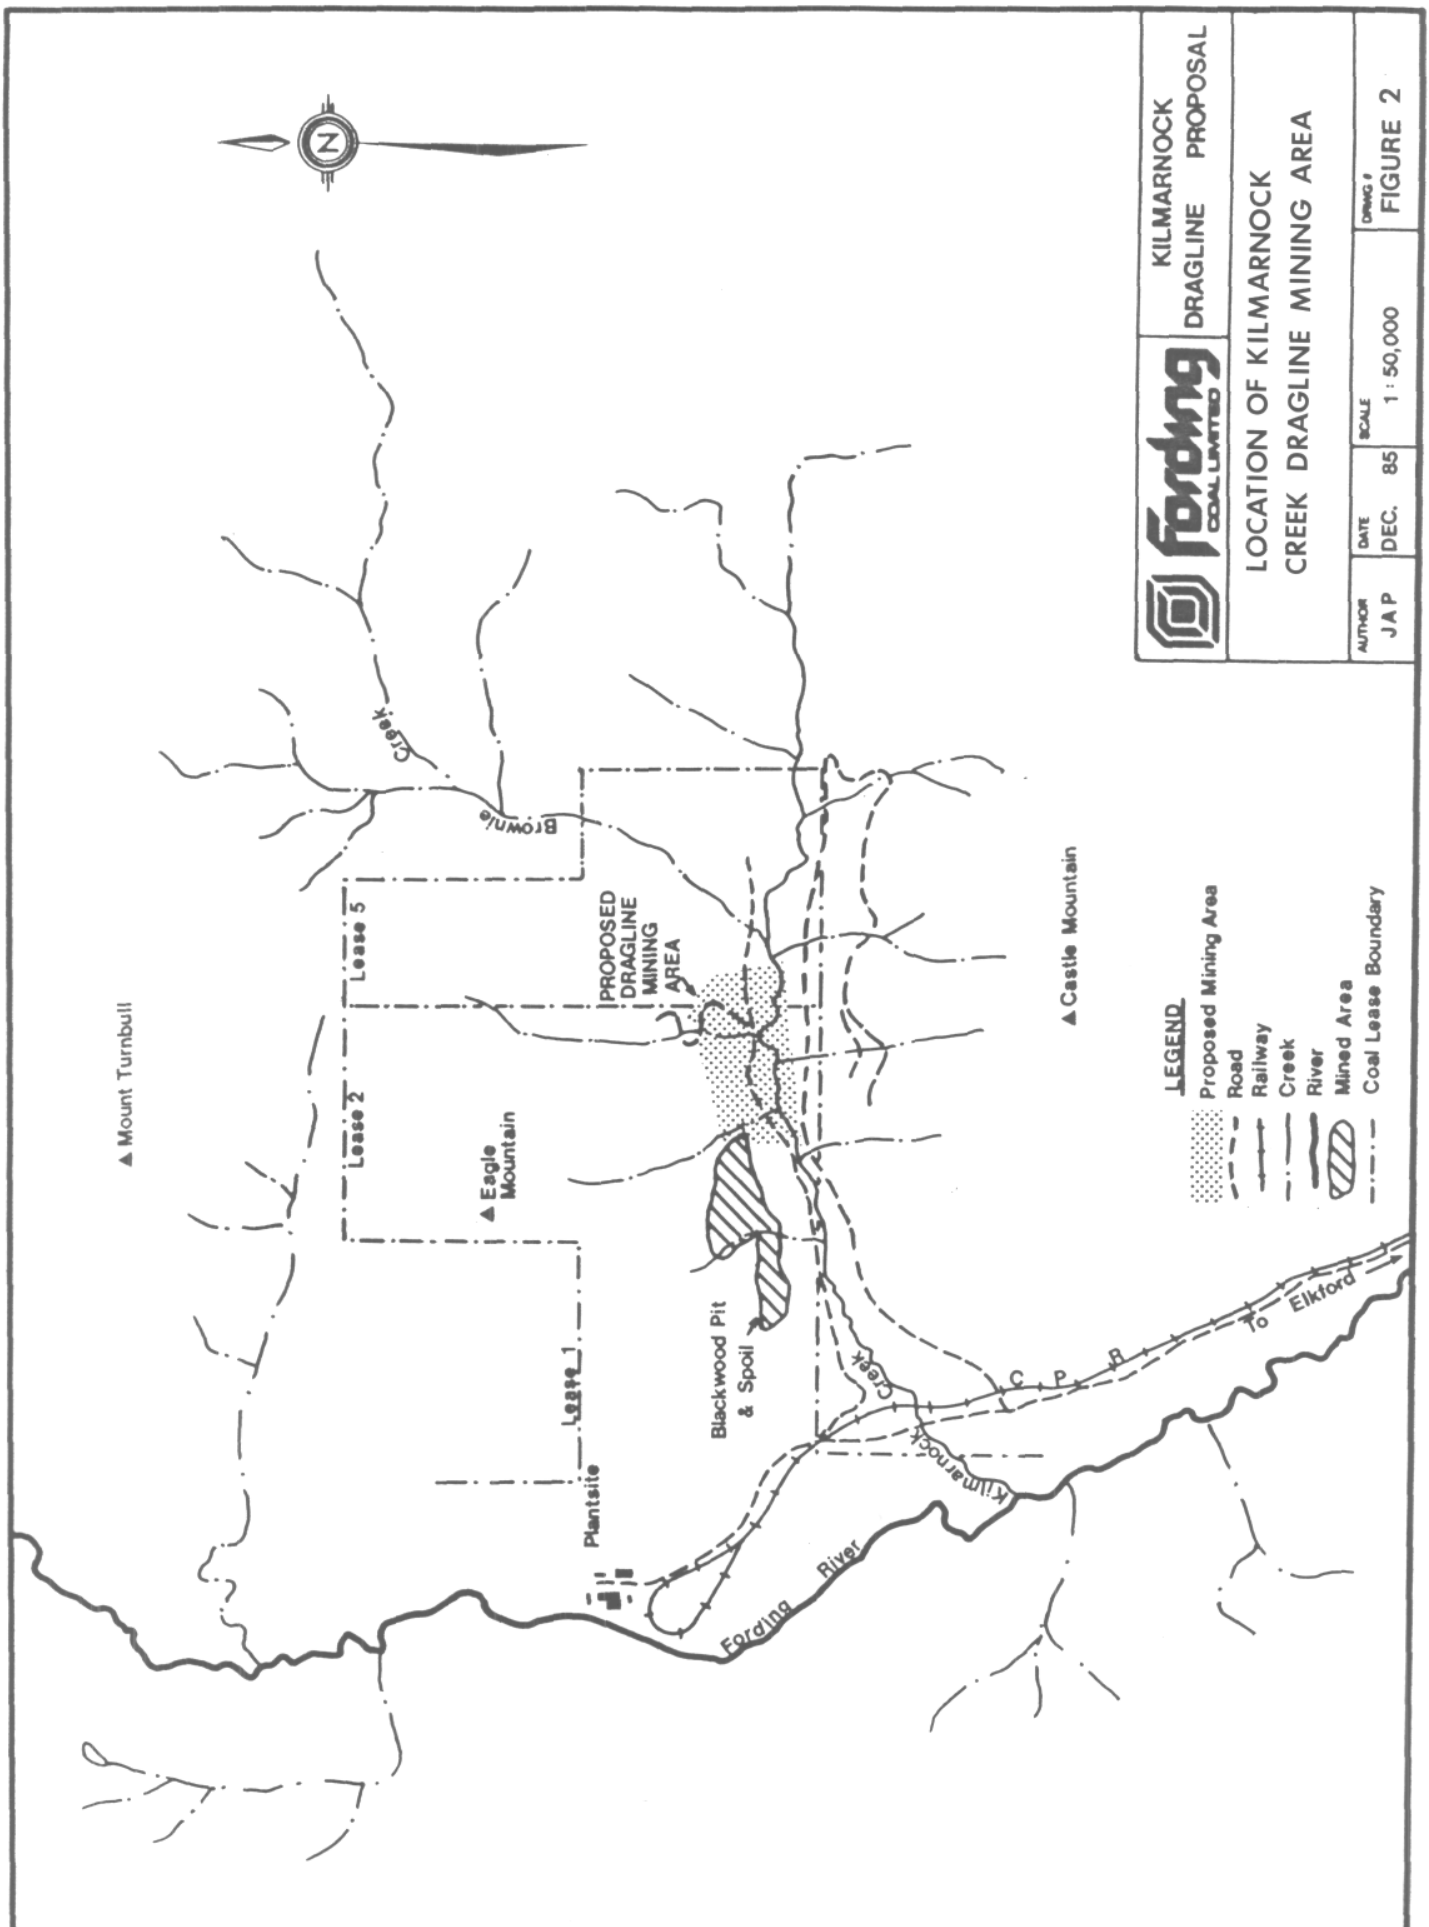 N
▲ Mount Turnbull
Lease 5
Lease 2
Creek
Brownie
▲ Eagle
Mountain
Lease 1
PROPOSED
DRAGLINE
MINING
AREA
Plantsite
Blackwood Pit
& Spoil
Creek
Kilmarnock
Fording River
C P R
To Elkford
▲ Castle Mountain
LEGEND
Proposed Mining Area
Road
Railway
Creek
River
Mined Area
Coal Lease Boundary
Fording
COAL LIMITED
KILMARNOCK
DRAGLINE PROPOSAL
LOCATION OF KILMARNOCK
CREEK DRAGLINE MINING AREA
AUTHOR
JAP
DATE
DEC. 85
SCALE
1 : 50,000
DRWG #
FIGURE 2